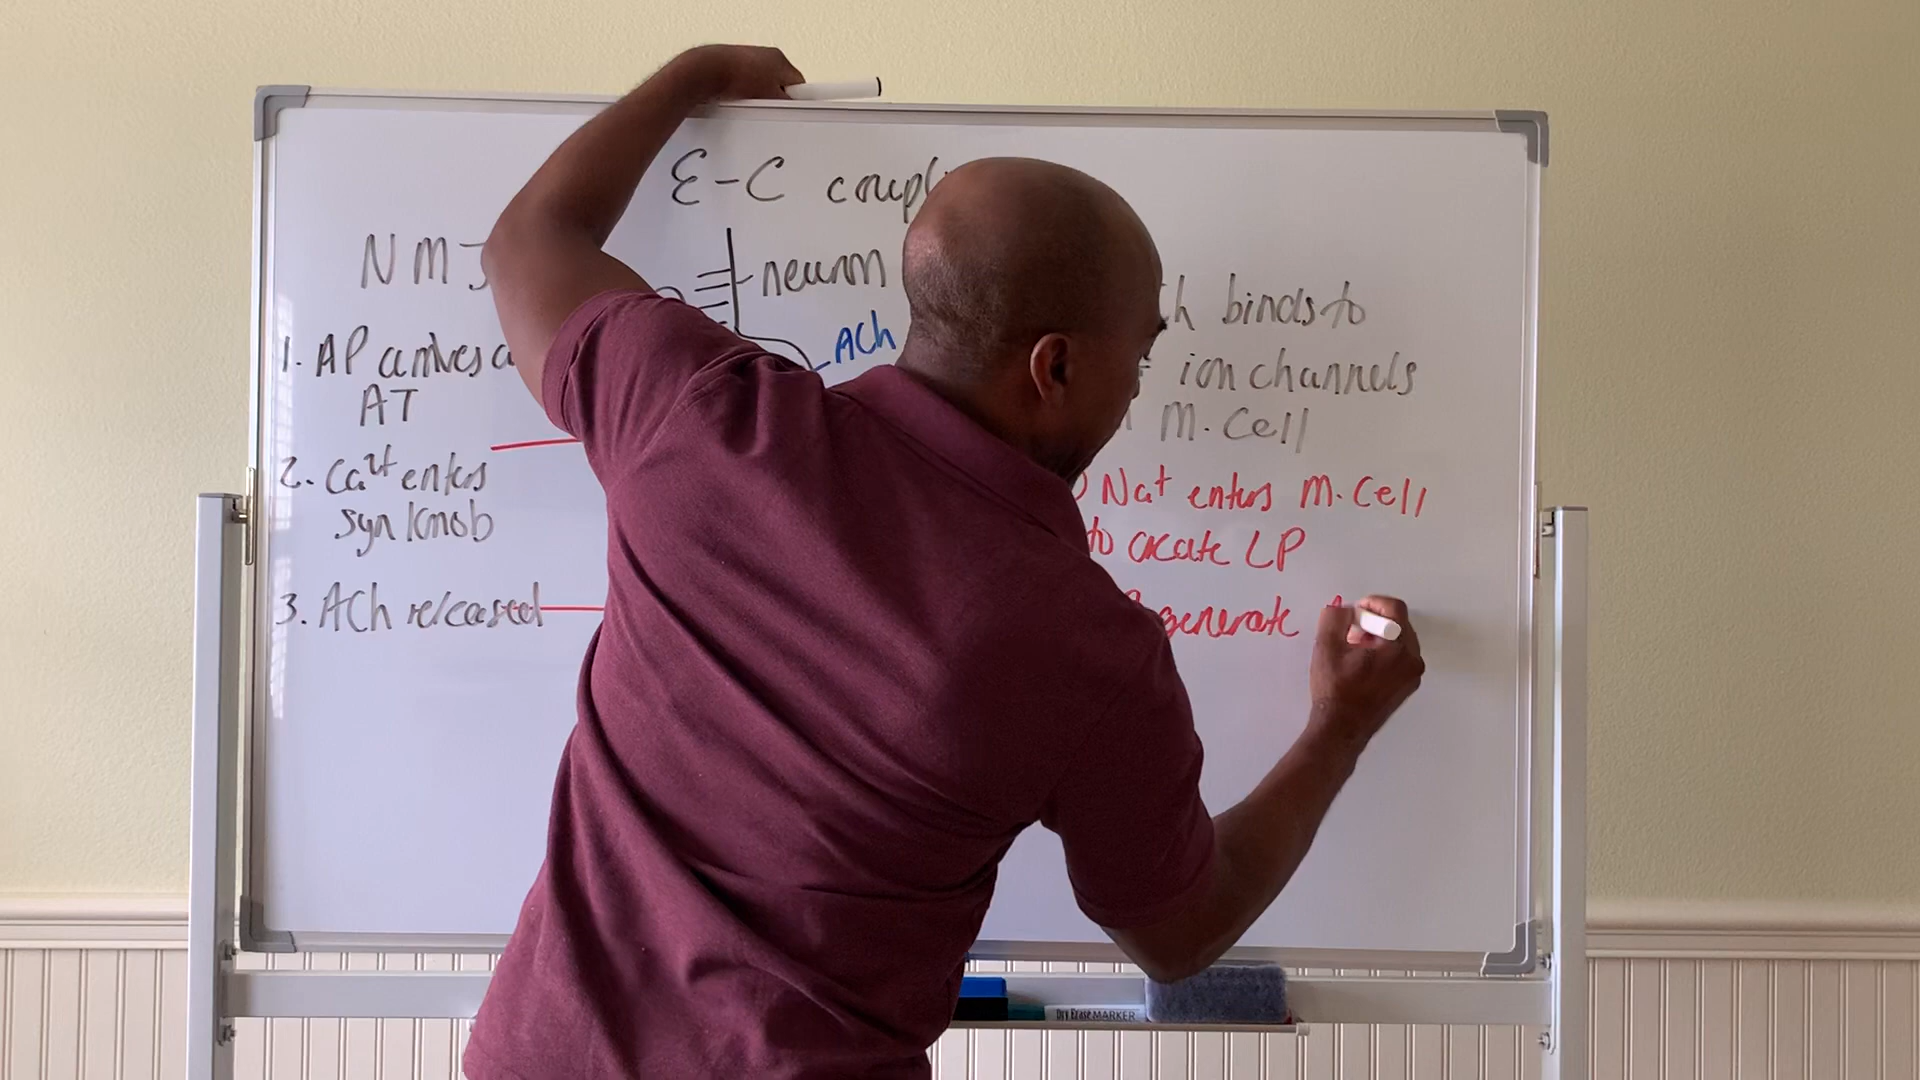 E-C
NMJ
neuron
ACh
1. AP arrives
AT
2. Ca²⁺ enters
syn knob
3. ACh released
binds to
ion channels
M. Cell
Na⁺ enters M. Cell
to create LP
generate
Dry Erase MARKER